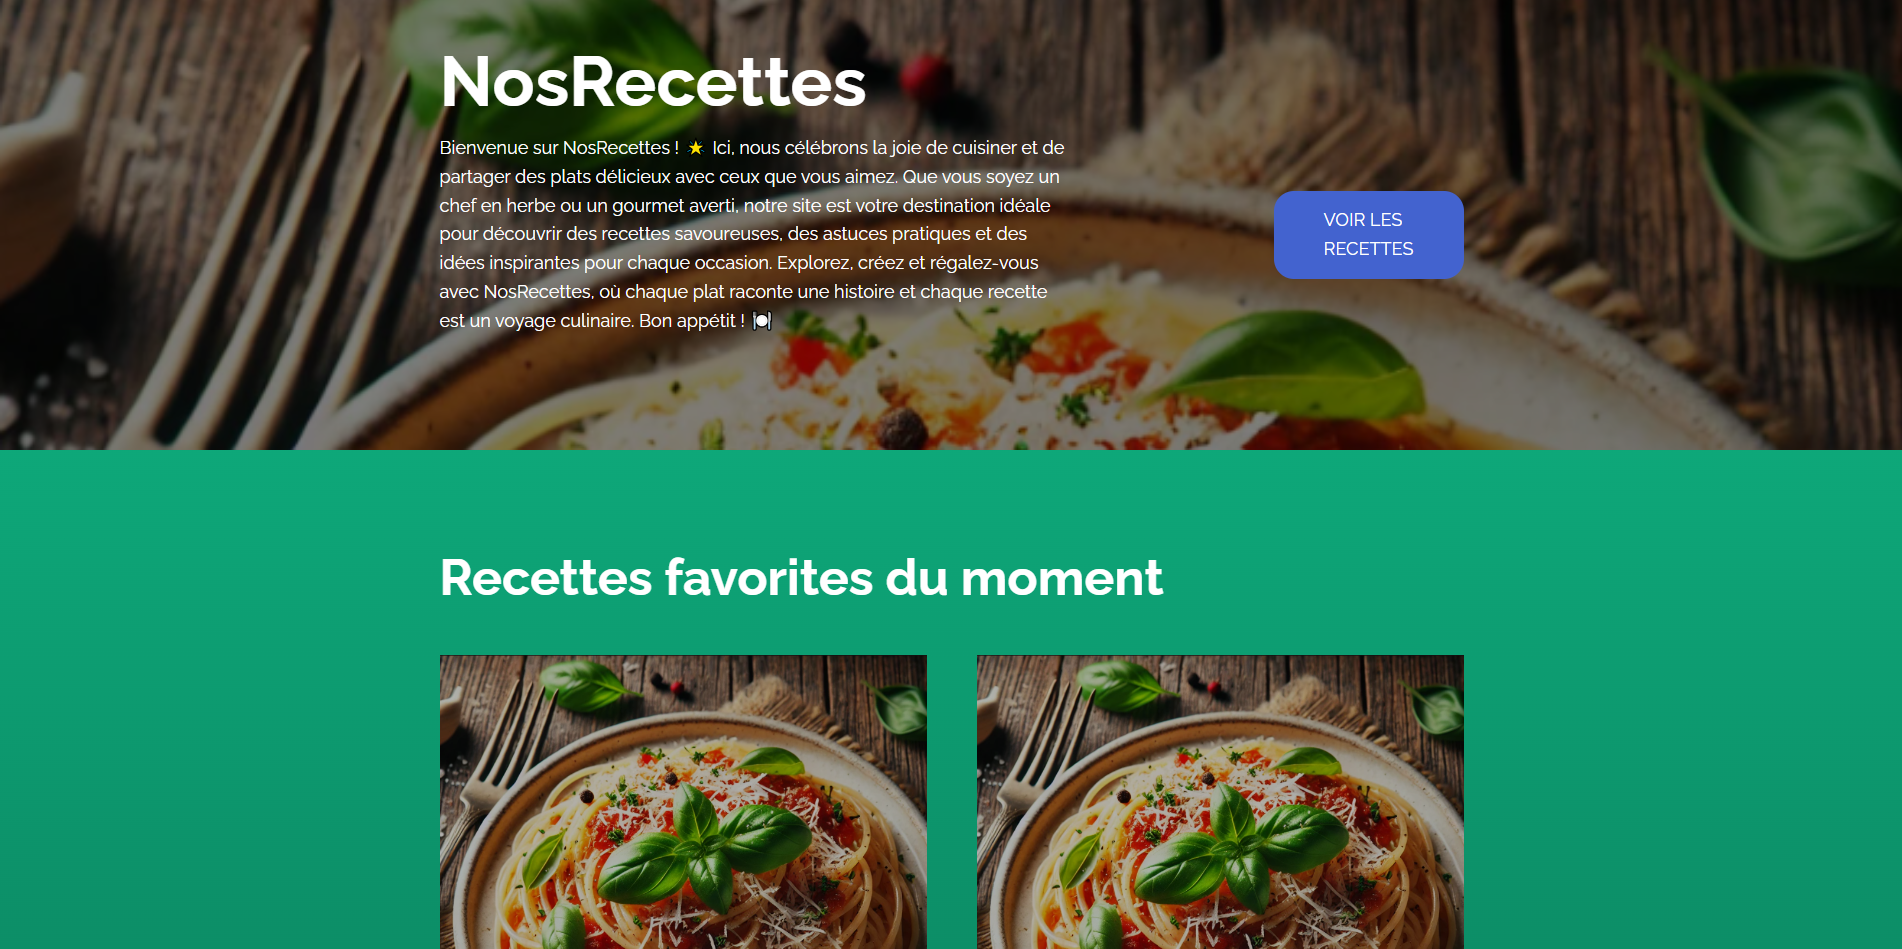 NosRecettes
Bienvenue sur NosRecettes ! ⭐ Ici, nous célébrons la joie de cuisiner et de
partager des plats délicieux avec ceux que vous aimez. Que vous soyez un
chef en herbe ou un gourmet averti, notre site est votre destination idéale
pour découvrir des recettes savoureuses, des astuces pratiques et des
idées inspirantes pour chaque occasion. Explorez, créez et régalez-vous
avec NosRecettes, où chaque plat raconte une histoire et chaque recette
est un voyage culinaire. Bon appétit ! 🍽️
VOIR LES
RECETTES
Recettes favorites du moment